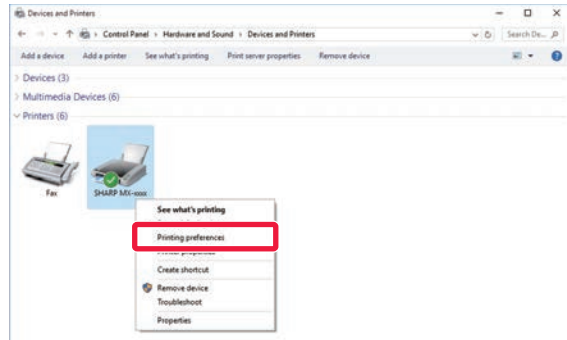 Devices and Printers
Control Panel › Hardware and Sound › Devices and Printers
Search De...
Add a device Add a printer See what's printing Print server properties Remove device
Devices (3)
Multimedia Devices (6)
Printers (6)
Fax
SHARP MX-xxxx
See what's printing
Printing preferences
Printer properties
Create shortcut
Remove device
Troubleshoot
Properties